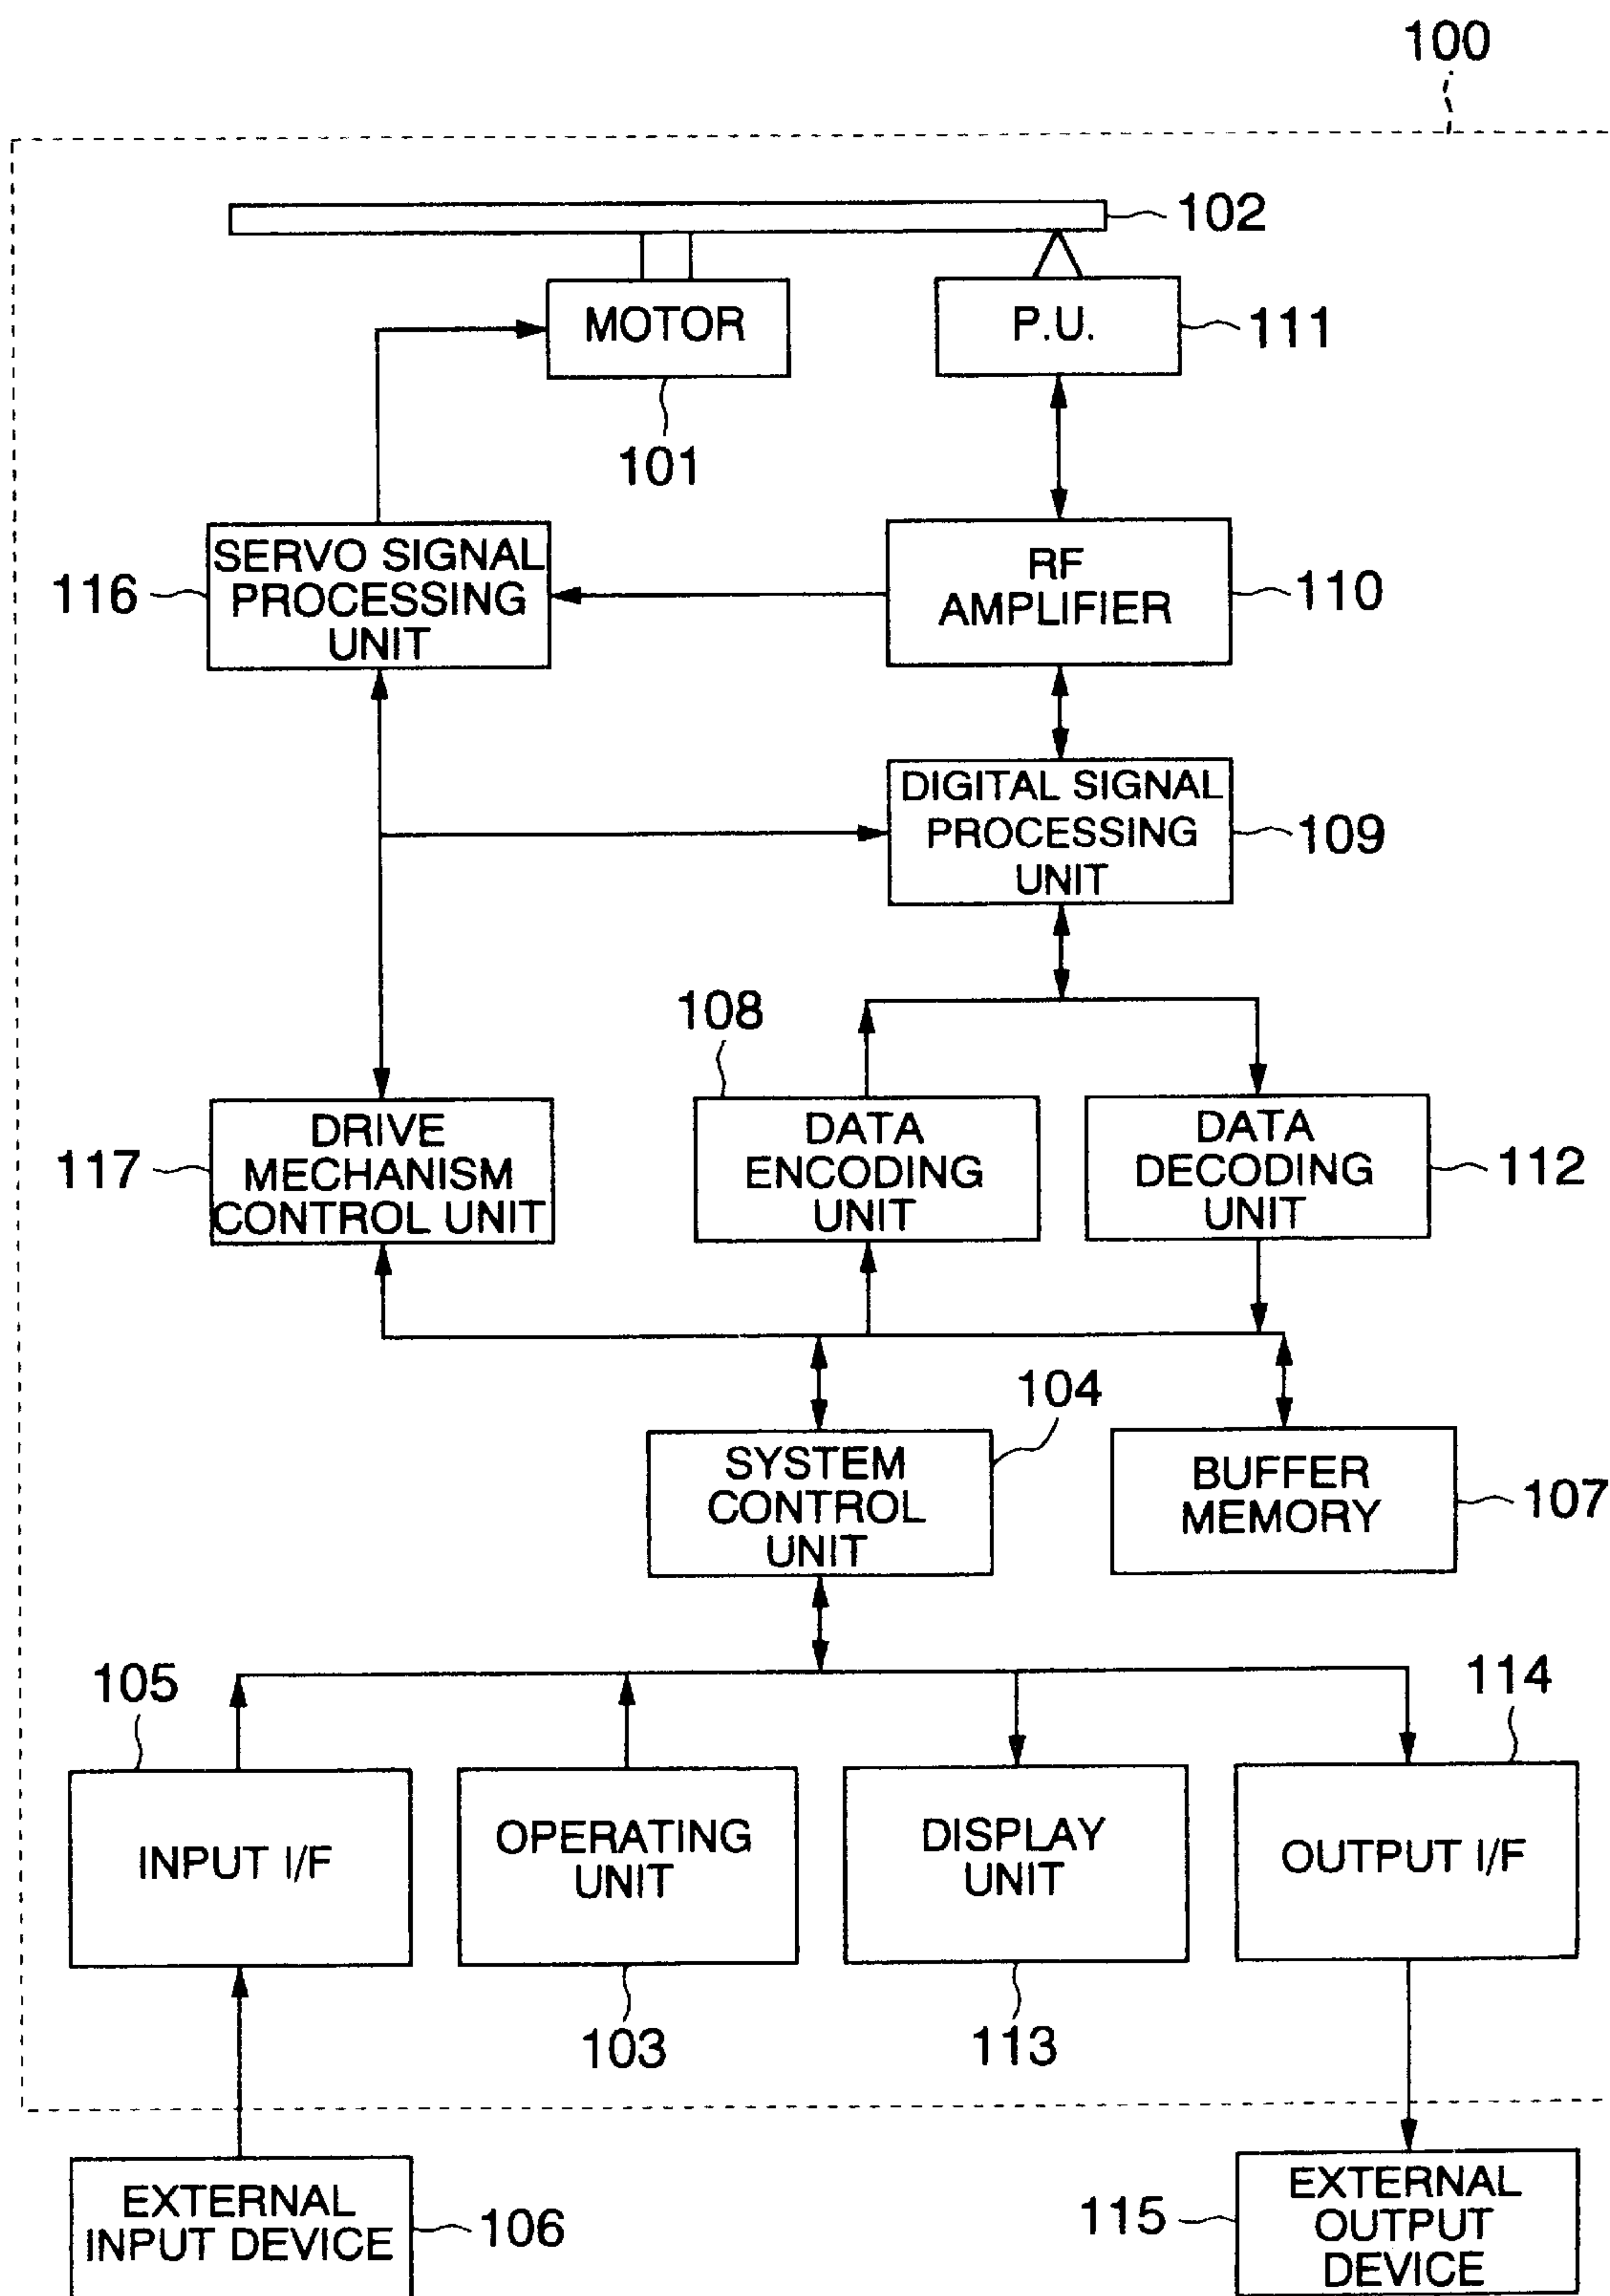 100
102
MOTOR
P.U.
111
101
SERVO SIGNAL
PROCESSING
UNIT
116
RF
AMPLIFIER
110
DIGITAL SIGNAL
PROCESSING
UNIT
109
108
DRIVE
MECHANISM
CONTROL UNIT
117
DATA
ENCODING
UNIT
DATA
DECODING
UNIT
112
104
SYSTEM
CONTROL
UNIT
BUFFER
MEMORY
107
105
114
INPUT I/F
OPERATING
UNIT
DISPLAY
UNIT
OUTPUT I/F
103
113
EXTERNAL
INPUT DEVICE
106
115
EXTERNAL
OUTPUT
DEVICE